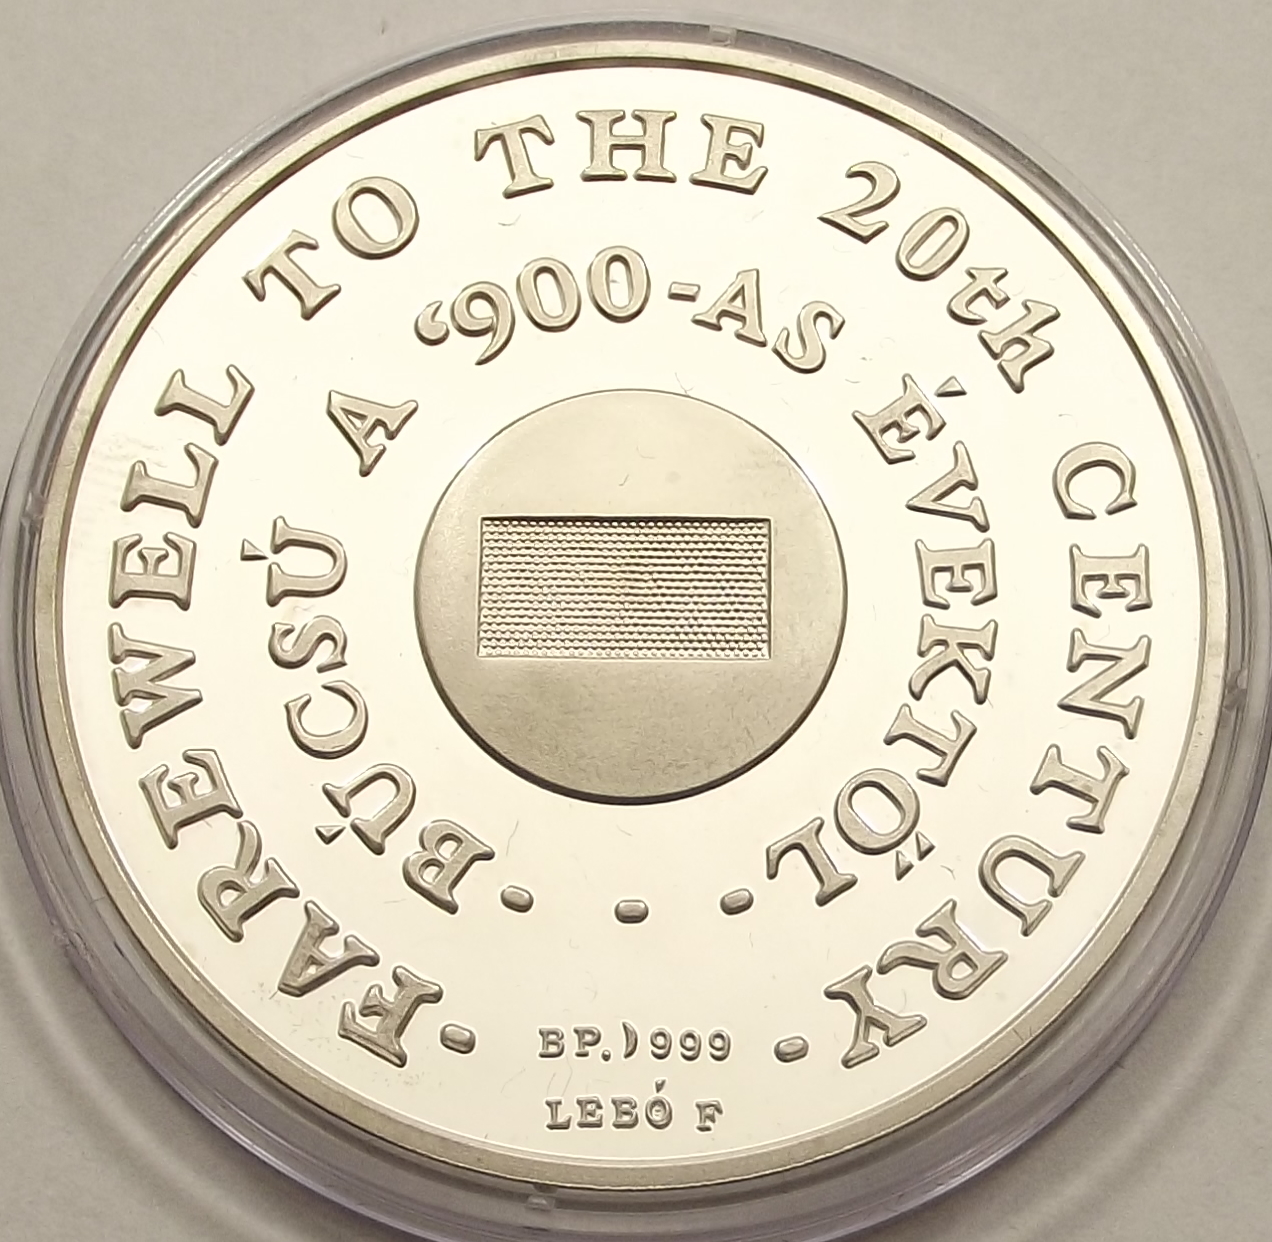 FAREWELL TO THE 20th CENTURY
BÚCSÚ A '900-AS ÉVEKTŐL
BP. 1999
LEBÓ F